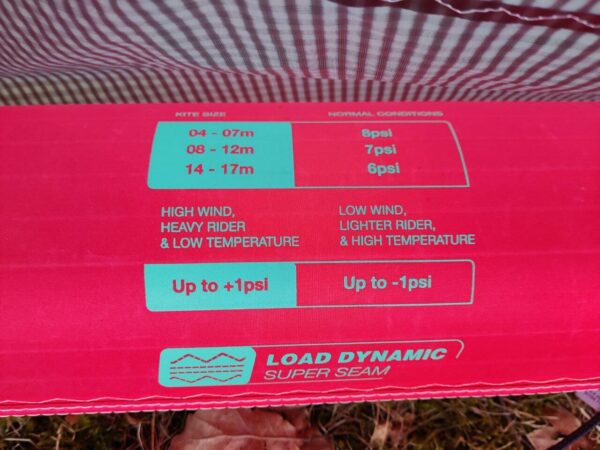 KITE SIZE NORMAL CONDITIONS
04 - 07m 8psi
08 - 12m 7psi
14 - 17m 6psi
HIGH WIND, LOW WIND,
HEAVY RIDER LIGHTER RIDER,
& LOW TEMPERATURE & HIGH TEMPERATURE
Up to +1psi Up to -1psi
LOAD DYNAMIC
SUPER SEAM